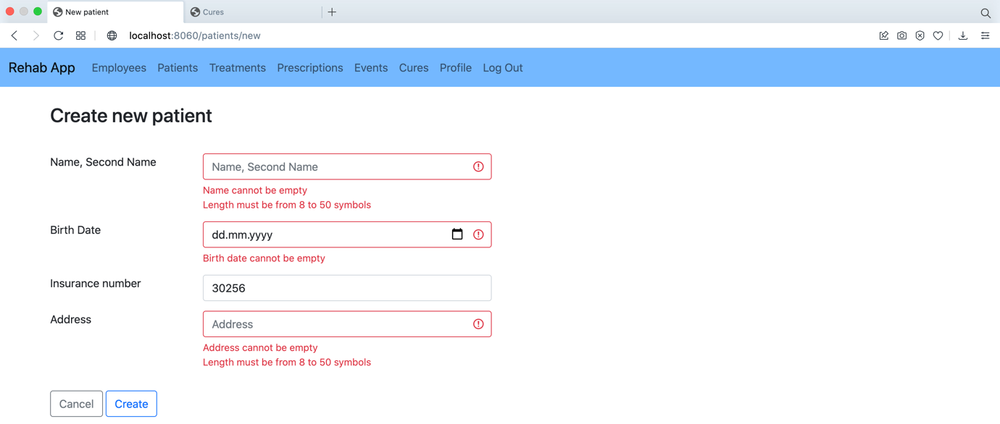 New patient
Cures
localhost:8060/patients/new
Rehab App Employees Patients Treatments Prescriptions Events Cures Profile Log Out
Create new patient
Name, Second Name
Name, Second Name
Name cannot be empty
Length must be from 8 to 50 symbols
Birth Date
dd.mm.yyyy
Birth date cannot be empty
Insurance number
30256
Address
Address
Address cannot be empty
Length must be from 8 to 50 symbols
Cancel Create